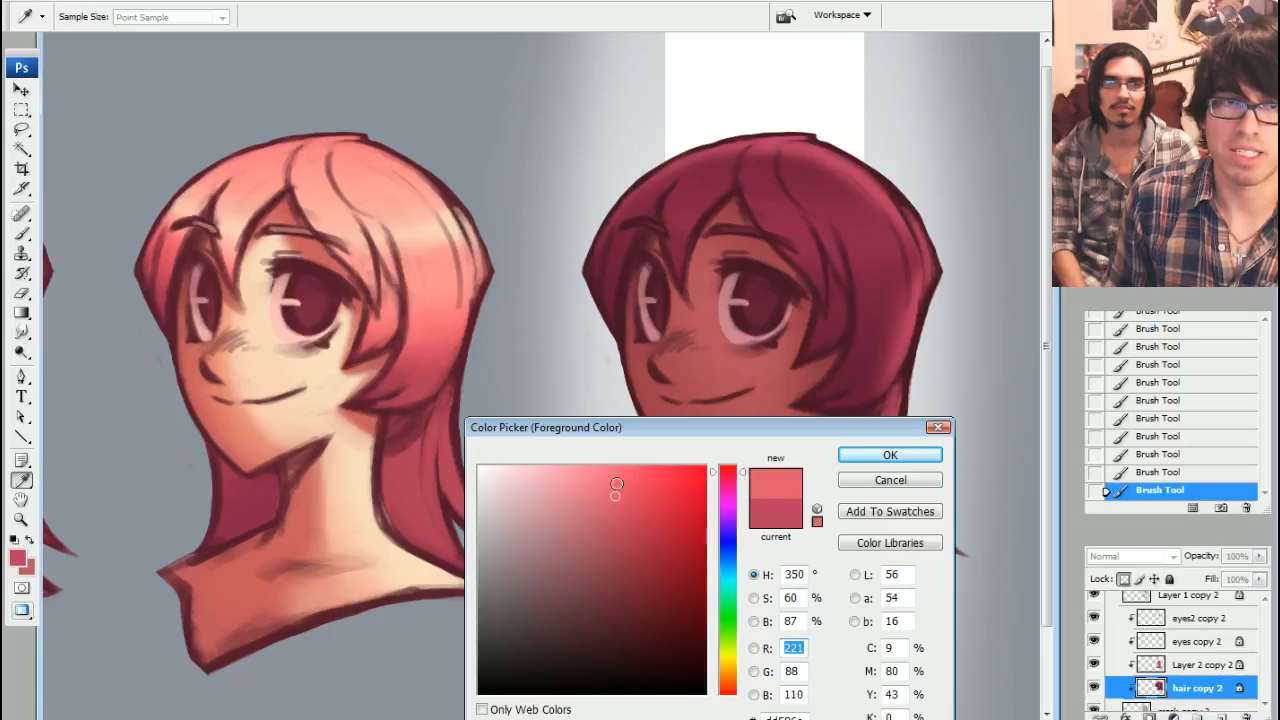 Sample Size: Point Sample
Workspace
Br
Ps
COME FROM OUTE
Brush Tool
Brush Tool
Brush Tool
Brush Tool
Brush Tool
Brush Tool
Brush Tool
Brush Tool
Brush Tool
Brush Tool
Brush Tool
Color Picker (Foreground Color)
new
current
OK
Cancel
Add To Swatches
Color Libraries
H: 350 °
S: 60 %
B: 87 %
R: 221
G: 88
B: 110
L: 56
a: 54
b: 16
C: 9 %
M: 80 %
Y: 43 %
K: 0
Only Web Colors
Normal
Opacity: 100%
Lock:
Fill: 100%
Layer 1 copy 2
eyes2 copy 2
eyes copy 2
Layer 2 copy 2
hair copy 2
T